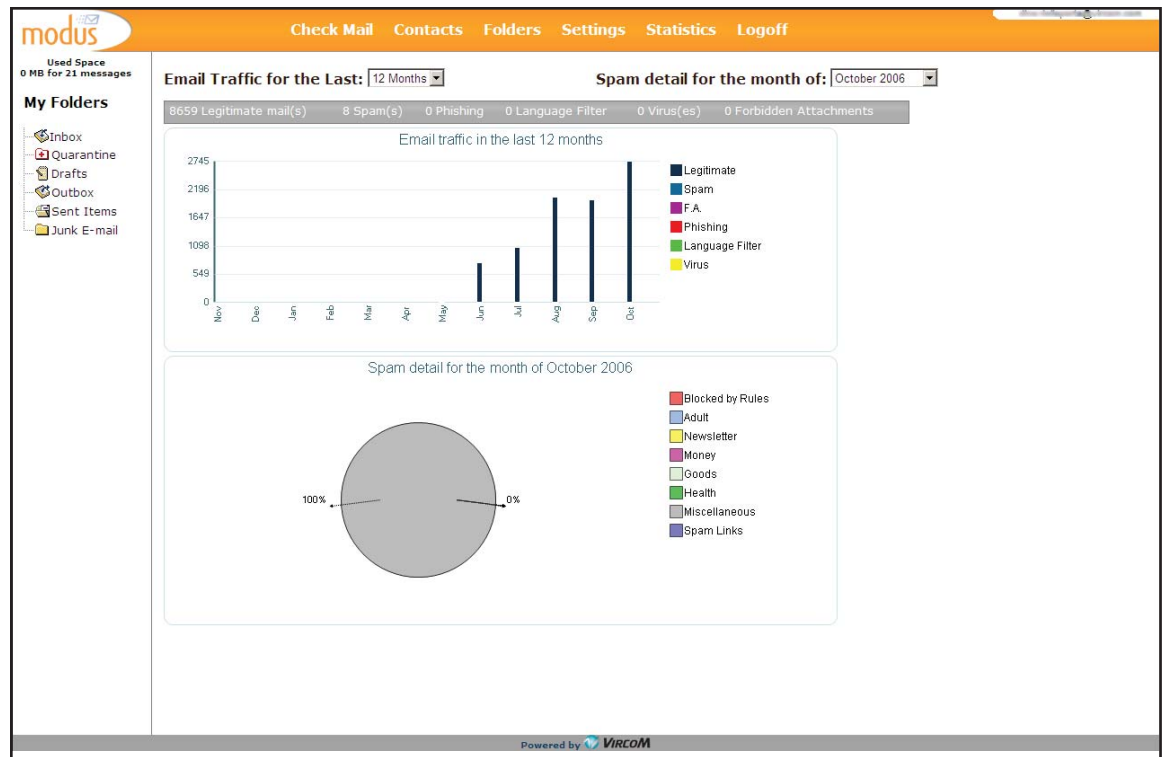 modus
Check Mail Contacts Folders Settings Statistics Logoff
Used Space
0 MB for 21 messages
My Folders
Inbox
Quarantine
Drafts
Outbox
Sent Items
Junk E-mail
Email Traffic for the Last: 12 Months Spam detail for the month of: October 2006
8659 Legitimate mail(s) 8 Spam(s) 0 Phishing 0 Language Filter 0 Virus(es) 0 Forbidden Attachments
Email traffic in the last 12 months
2745
2196
1647
1098
549
0
Nov Dec Jan Feb Mar Apr May Jun Jul Aug Sep Oct
Legitimate
Spam
F.A.
Phishing
Language Filter
Virus
Spam detail for the month of October 2006
100% 0%
Blocked by Rules
Adult
Newsletter
Money
Goods
Health
Miscellaneous
Spam Links
Powered by VIRCOM